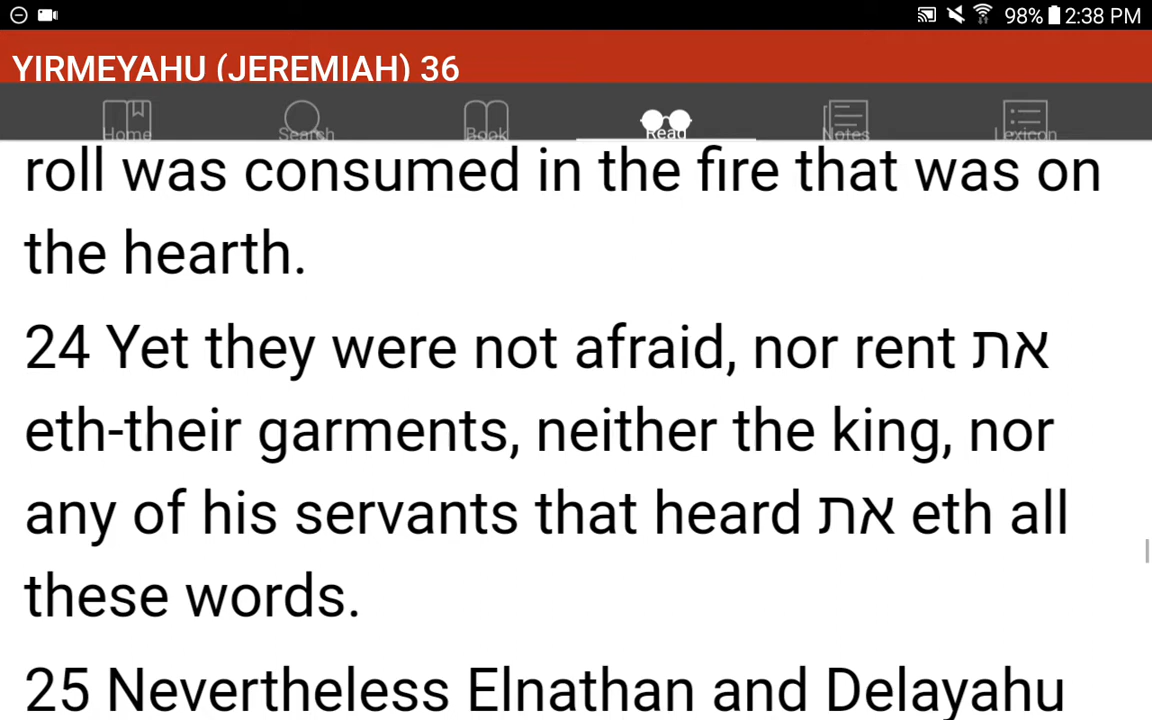 98% 2:38 PM
YIRMEYAHU (JEREMIAH) 36
Home Search Book Read Notes Lexicon
roll was consumed in the fire that was on
the hearth.
24 Yet they were not afraid, nor rent את
eth-their garments, neither the king, nor
any of his servants that heard את eth all
these words.
25 Nevertheless Elnathan and Delayahu